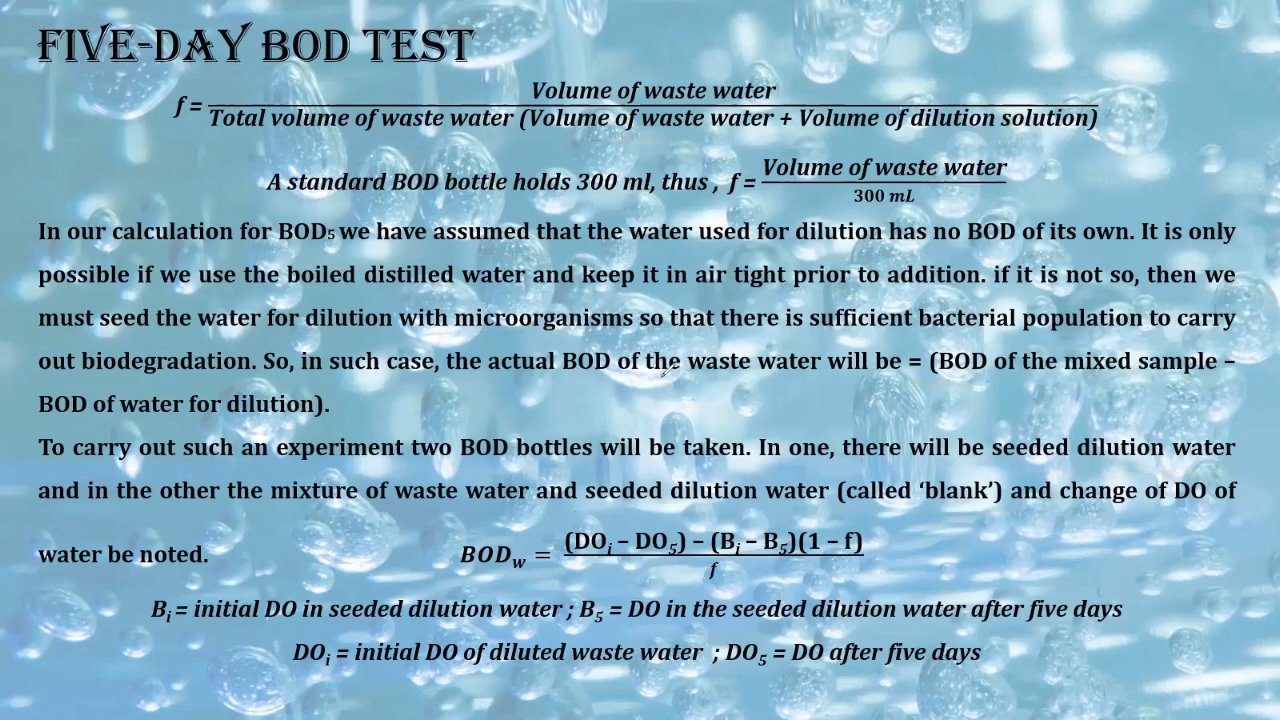 FIVE-DAY BOD TEST
f = Volume of waste water / Total volume of waste water (Volume of waste water + Volume of dilution solution)
A standard BOD bottle holds 300 ml, thus , f = Volume of waste water / 300 mL
In our calculation for BOD₅ we have assumed that the water used for dilution has no BOD of its own. It is only
possible if we use the boiled distilled water and keep it in air tight prior to addition. if it is not so, then we
must seed the water for dilution with microorganisms so that there is sufficient bacterial population to carry
out biodegradation. So, in such case, the actual BOD of the waste water will be = (BOD of the mixed sample –
BOD of water for dilution).
To carry out such an experiment two BOD bottles will be taken. In one, there will be seeded dilution water
and in the other the mixture of waste water and seeded dilution water (called ‘blank’) and change of DO of
water be noted. BOD_w = (DO_i – DO_5) – (B_i – B_5)(1 – f) / f
B_i = initial DO in seeded dilution water ; B_5 = DO in the seeded dilution water after five days
DO_i = initial DO of diluted waste water ; DO_5 = DO after five days